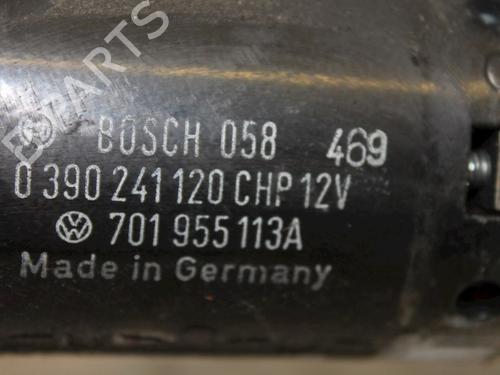 BOSCH 058 469
0 390 241 120 CHP 12V
701 955 113A
Made in Germany